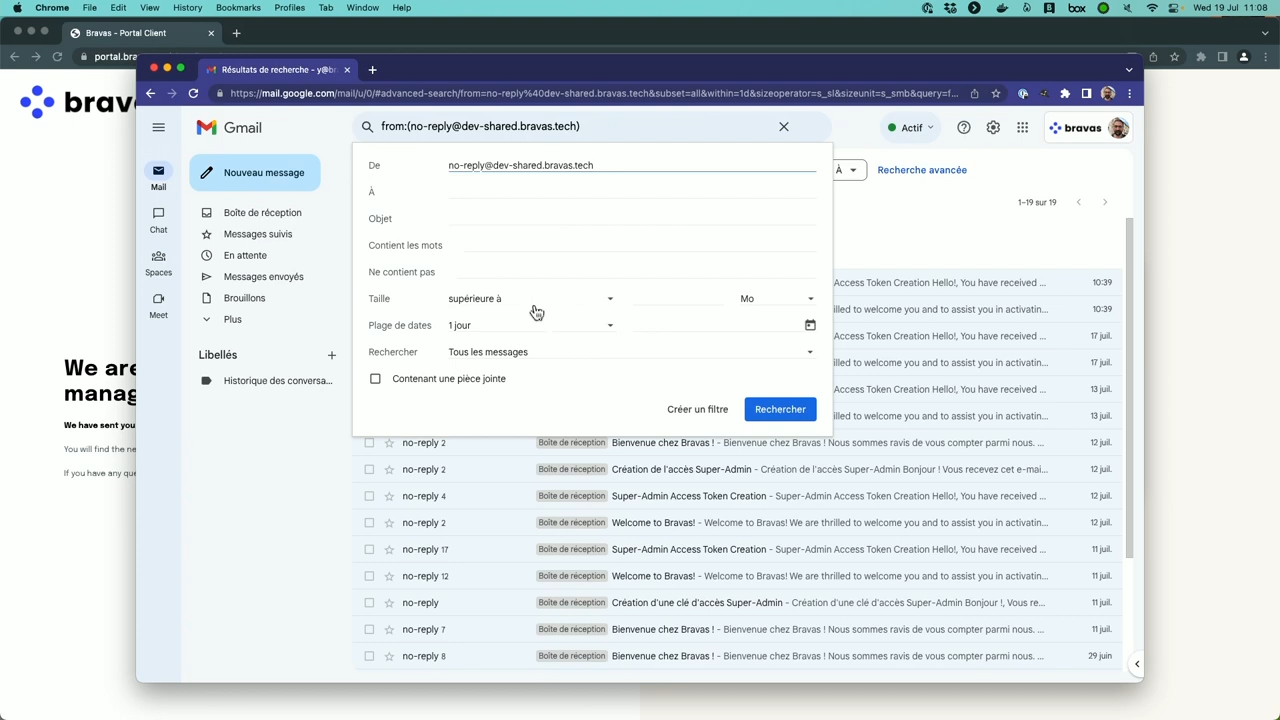 Chrome File Edit View History Bookmarks Profiles Tab Window Help
box Wed 19 Jul 11:08
Bravas - Portal Client
portal.bra
Résultats de recherche - y@br
https://mail.google.com/mail/u/0/#advanced-search/from=no-reply%40dev-shared.bravas.tech&subset=all&within=1d&sizeoperator=s_sl&sizeunit=s_smb&query=f...
brava
Gmail
from:(no-reply@dev-shared.bravas.tech)
Actif
bravas
Mail
Chat
Spaces
Meet
Nouveau message
Boîte de réception
Messages suivis
En attente
Messages envoyés
Brouillons
Plus
Libellés
Historique des conversa...
De no-reply@dev-shared.bravas.tech
À
Objet
Contient les mots
Ne contient pas
Taille supérieure à Mo
Plage de dates 1 jour
Rechercher Tous les messages
Contenant une pièce jointe
Créer un filtre Rechercher
À Recherche avancée
1–19 sur 19
Access Token Creation Hello!, You have received ... 10:39
We are thrilled to welcome you and to assist you in activatin... 10:39
Access Token Creation Hello!, You have received ... 17 juil.
We are thrilled to welcome you and to assist you in activatin... 17 juil.
Access Token Creation Hello!, You have received ... 13 juil.
We are thrilled to welcome you and to assist you in activatin... 13 juil.
no-reply 2 Boîte de réception Bienvenue chez Bravas ! - Bienvenue chez Bravas ! Nous sommes ravis de vous compter parmi nous. ... 12 juil.
no-reply 2 Boîte de réception Création de l'accès Super-Admin - Création de l'accès Super-Admin Bonjour ! Vous recevez cet e-mai... 12 juil.
no-reply 4 Boîte de réception Super-Admin Access Token Creation - Super-Admin Access Token Creation Hello!, You have received ... 12 juil.
no-reply 2 Boîte de réception Welcome to Bravas! - Welcome to Bravas! We are thrilled to welcome you and to assist you in activatin... 12 juil.
no-reply 17 Boîte de réception Super-Admin Access Token Creation - Super-Admin Access Token Creation Hello!, You have received ... 11 juil.
no-reply 12 Boîte de réception Welcome to Bravas! - Welcome to Bravas! We are thrilled to welcome you and to assist you in activatin... 11 juil.
no-reply Boîte de réception Création d'une clé d'accès Super-Admin - Création d'une clé d'accès Super-Admin Bonjour !, Vous re... 11 juil.
no-reply 7 Boîte de réception Bienvenue chez Bravas ! - Bienvenue chez Bravas ! Nous sommes ravis de vous compter parmi nous. ... 11 juil.
no-reply 8 Boîte de réception Bienvenue chez Bravas ! - Bienvenue chez Bravas ! Nous sommes ravis de vous compter parmi nous. ... 29 juin
We are
manag
We have sent you
You will find the ne
If you have any que